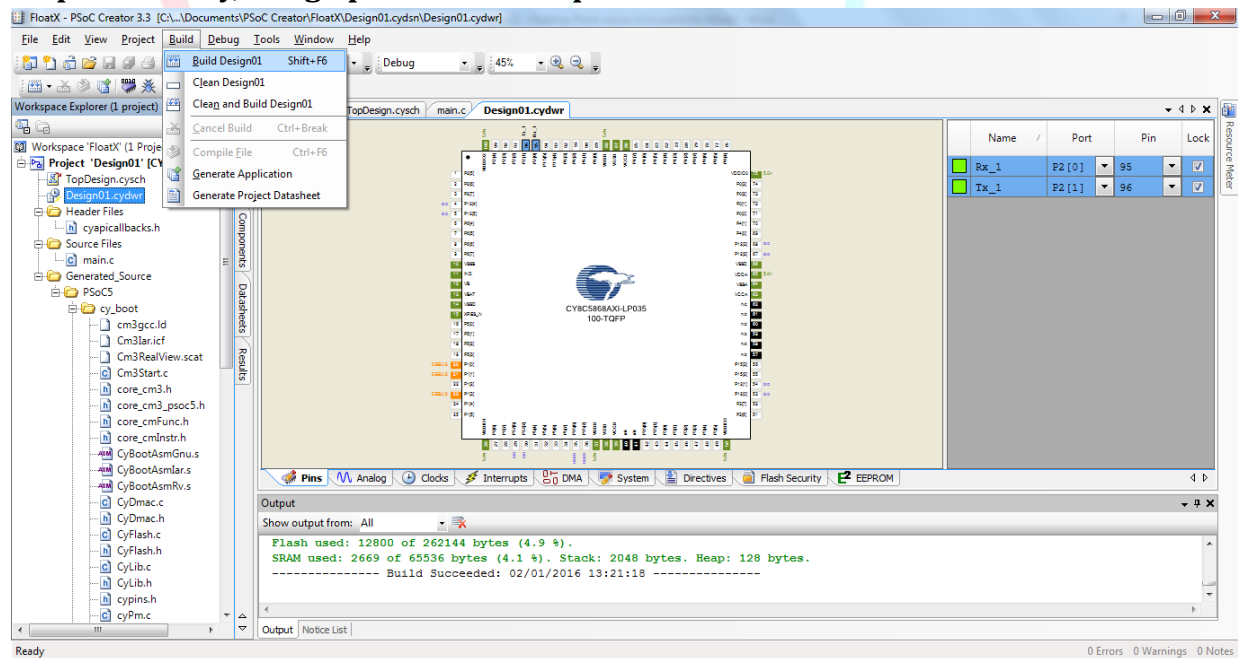 FloatX - PSoC Creator 3.3 [C:\...\Documents\PSoC Creator\FloatX\Design01.cydsn\Design01.cydwr]
File Edit View Project Build Debug Tools Window Help
Build Design01 Shift+F6
Clean Design01
Clean and Build Design01
Cancel Build Ctrl+Break
Compile File Ctrl+F6
Generate Application
Generate Project Datasheet
Debug 45%
Workspace Explorer (1 project)
TopDesign.cysch main.c Design01.cydwr
Workspace 'FloatX' (1 Proje
Project 'Design01' [CY
TopDesign.cysch
Design01.cydwr
Header Files
cyapicallbacks.h
Source Files
main.c
Generated_Source
PSoC5
cy_boot
cm3gcc.ld
Cm3Iar.icf
Cm3RealView.scat
Cm3Start.c
core_cm3.h
core_cm3_psoc5.h
core_cmFunc.h
core_cmInstr.h
CyBootAsmGnu.s
CyBootAsmIar.s
CyBootAsmRv.s
CyDmac.c
CyDmac.h
CyFlash.c
CyFlash.h
CyLib.c
CyLib.h
cypins.h
cyPm.c
Components
Datasheets
Results
CY8C5868AXI-LP035
100-TQFP
Name / Port Pin Lock
Rx_1 P2[0] 95
Tx_1 P2[1] 96
Resource Meter
Pins Analog Clocks Interrupts DMA System Directives Flash Security EEPROM
Output
Show output from: All
Flash used: 12800 of 262144 bytes (4.9 %).
SRAM used: 2669 of 65536 bytes (4.1 %). Stack: 2048 bytes. Heap: 128 bytes.
--------------- Build Succeeded: 02/01/2016 13:21:18 ---------------
Output Notice List
Ready
0 Errors 0 Warnings 0 Notes